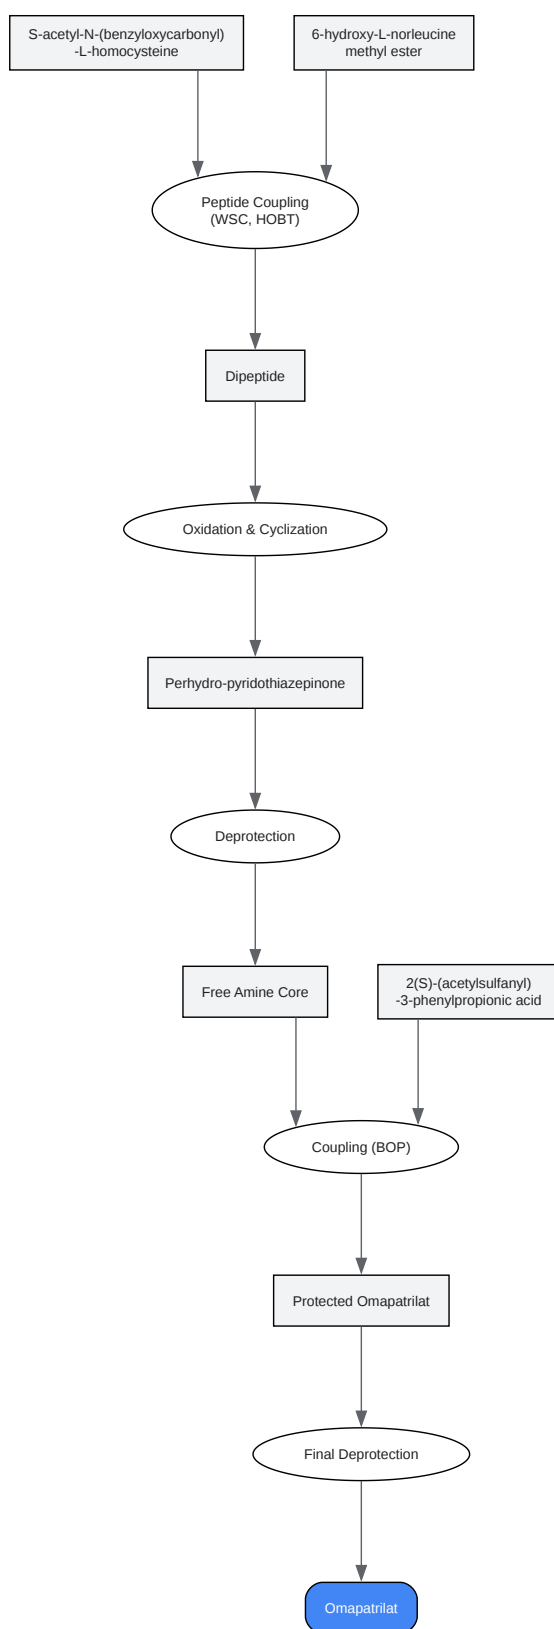 S-acetyl-N-(benzyloxycarbonyl)
-L-homocysteine
6-hydroxy-L-norleucine
methyl ester
Peptide Coupling
(WSC, HOBT)
Dipeptide
Oxidation & Cyclization
Perhydro-pyridothiazepinone
Deprotection
Free Amine Core
2(S)-(acetylsulfanyl)
-3-phenylpropionic acid
Coupling (BOP)
Protected Omapatrilat
Final Deprotection
Omapatrilat